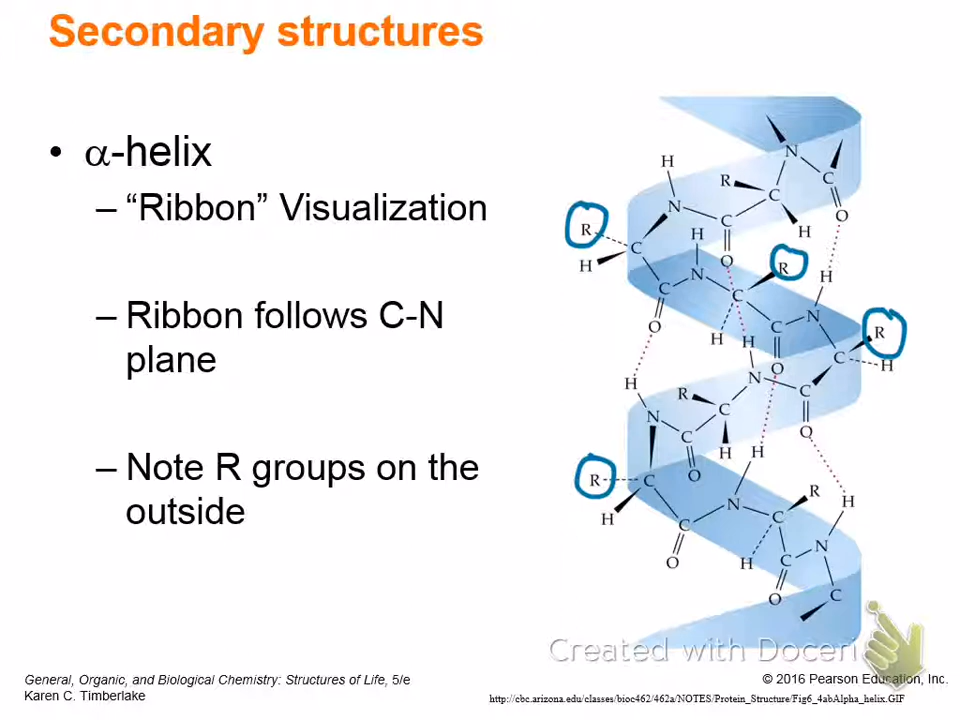 Secondary structures
• α-helix
– “Ribbon” Visualization
– Ribbon follows C-N
plane
– Note R groups on the
outside
N
H
R
C
C
N
C
O
R
H
H
C
O
R
H
H
N
C
C
N
O
H
H
C
R
C
O
H
N
C
H
R
C
N
C
O
H
C
O
R
C
H
H
R
C
N
C
R
H
H
O
H
C
N
C
O
C
O
Created with Doceri
General, Organic, and Biological Chemistry: Structures of Life, 5/e
Karen C. Timberlake
© 2016 Pearson Education, Inc.
http://cbc.arizona.edu/classes/bioc462/462a/NOTES/Protein_Structure/Fig6_4abAlpha_helix.GIF